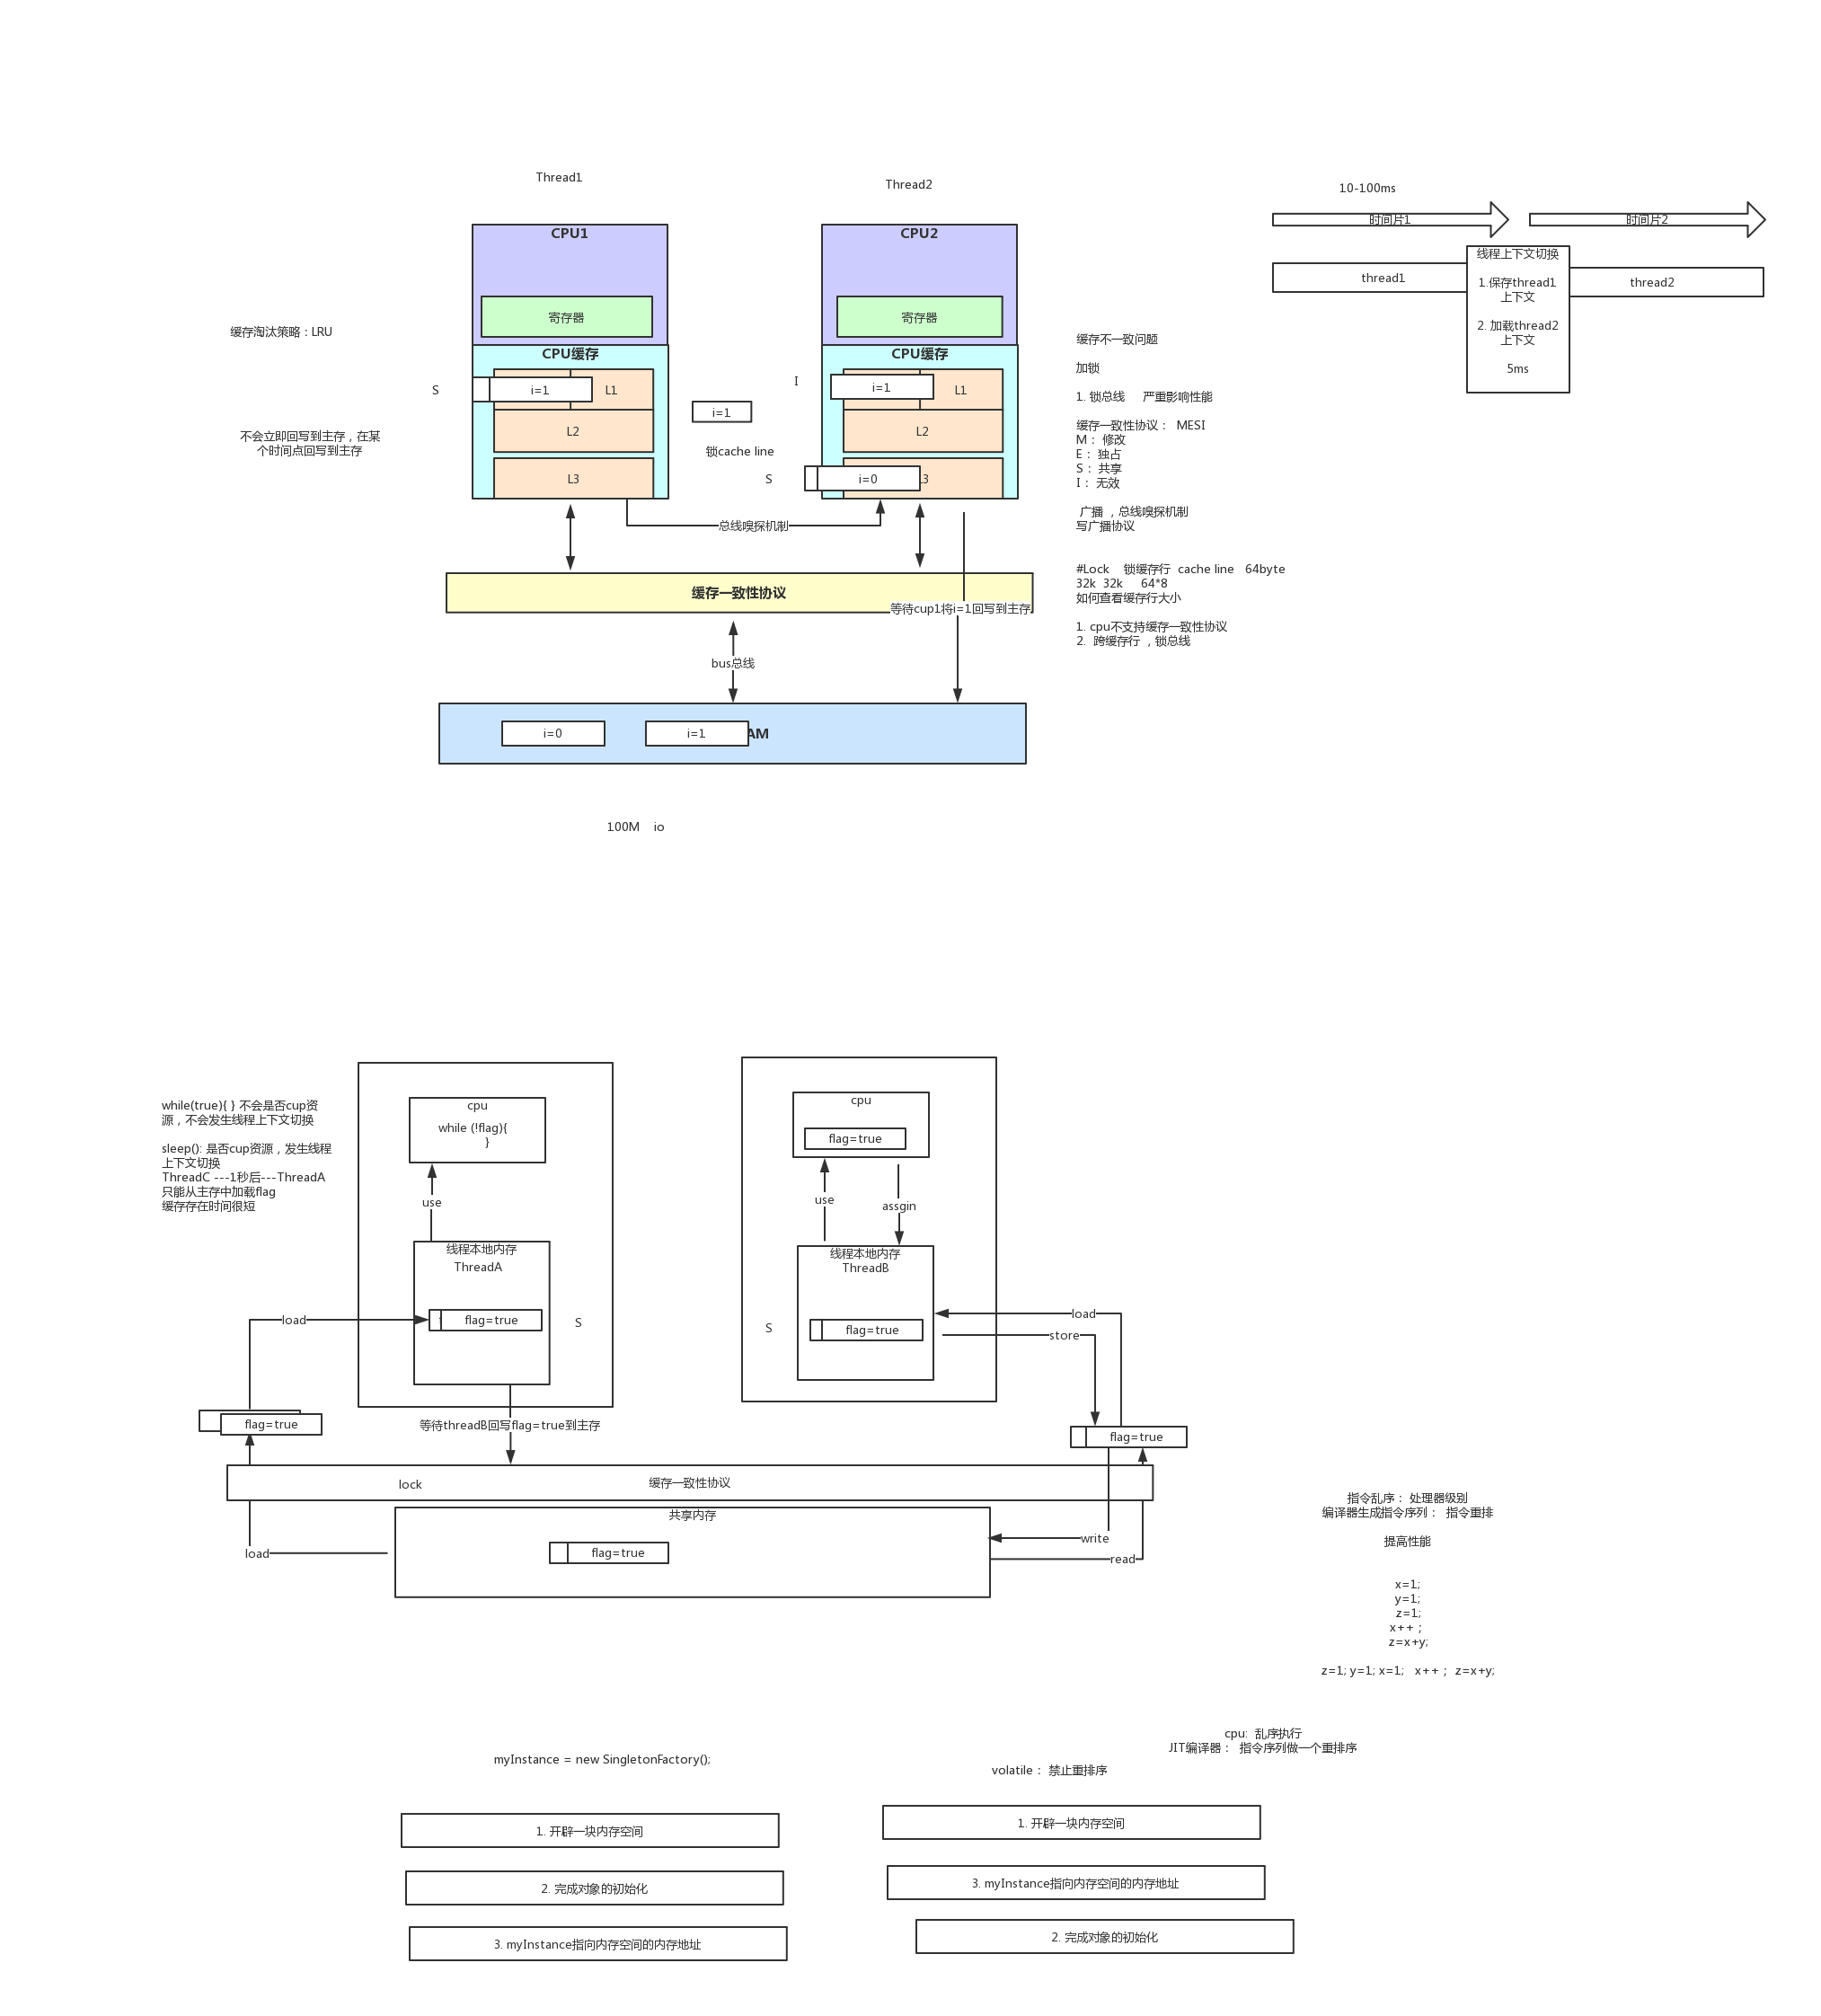 Thread1
Thread2
10-100ms
时间片1
时间片2
CPU1
CPU2
线程上下文切换
1.保存thread1
上下文
2. 加载thread2
上下文
5ms
thread1
thread2
寄存器
寄存器
缓存淘汰策略：LRU
CPU缓存
CPU缓存
S
i=1
L1
I
i=1
L1
i=1
L2
L2
不会立即回写到主存，在某
个时间点回写到主存
锁cache line
L3
S
i=0
总线嗅探机制
缓存不一致问题
加锁
1. 锁总线 严重影响性能
缓存一致性协议： MESI
M： 修改
E： 独占
S： 共享
I： 无效
广播 ，总线嗅探机制
写广播协议
#Lock 锁缓存行 cache line 64byte
32k 32k 64*8
如何查看缓存行大小
1. cpu不支持缓存一致性协议
2. 跨缓存行 ，锁总线
缓存一致性协议
等待cup1将i=1回写到主存
bus总线
i=0
i=1
AM
100M io
while(true){ } 不会是否cup资
源，不会发生线程上下文切换
sleep(): 是否cup资源，发生线程
上下文切换
ThreadC ---1秒后---ThreadA
只能从主存中加载flag
缓存存在时间很短
cpu
while (!flag){
}
cpu
flag=true
use
use
assgin
线程本地内存
ThreadA
线程本地内存
ThreadB
load
flag=true
S
S
flag=true
load
store
flag=true
等待threadB回写flag=true到主存
flag=true
lock
缓存一致性协议
共享内存
load
flag=true
write
read
指令乱序： 处理器级别
编译器生成指令序列： 指令重排
提高性能
x=1;
y=1;
z=1;
x++ ;
z=x+y;
z=1; y=1; x=1; x++ ; z=x+y;
cpu: 乱序执行
JIT编译器： 指令序列做一个重排序
myInstance = new SingletonFactory();
volatile： 禁止重排序
1. 开辟一块内存空间
2. 完成对象的初始化
3. myInstance指向内存空间的内存地址
1. 开辟一块内存空间
3. myInstance指向内存空间的内存地址
2. 完成对象的初始化